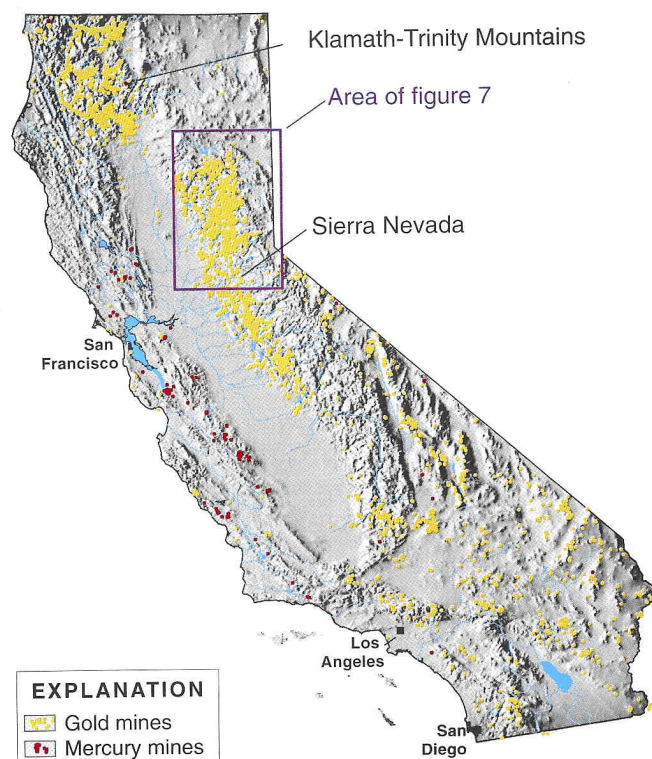 Klamath-Trinity Mountains
Area of figure 7
Sierra Nevada
San
Francisco
Los
Angeles
San
Diego
EXPLANATION
Gold mines
Mercury mines